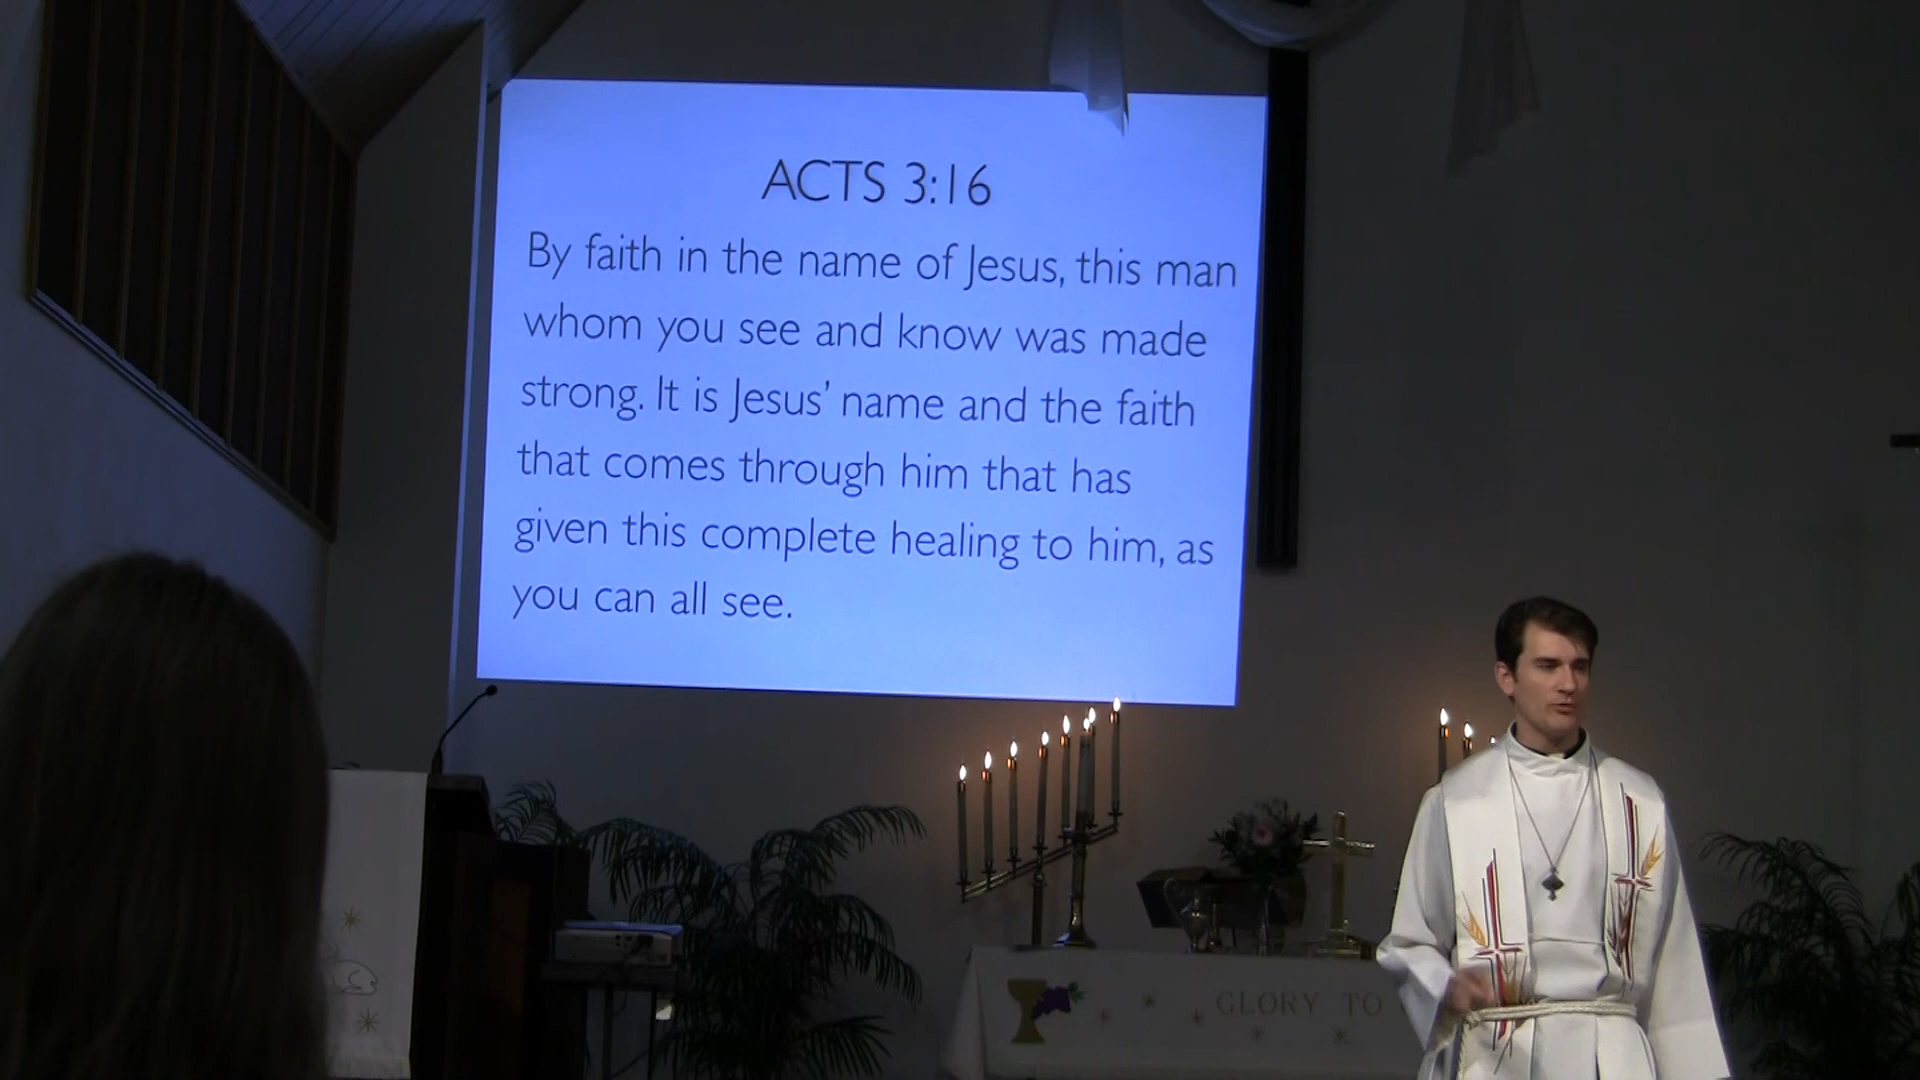 ACTS 3:16
By faith in the name of Jesus, this man
whom you see and know was made
strong. It is Jesus’ name and the faith
that comes through him that has
given this complete healing to him, as
you can all see.
GLORY TO